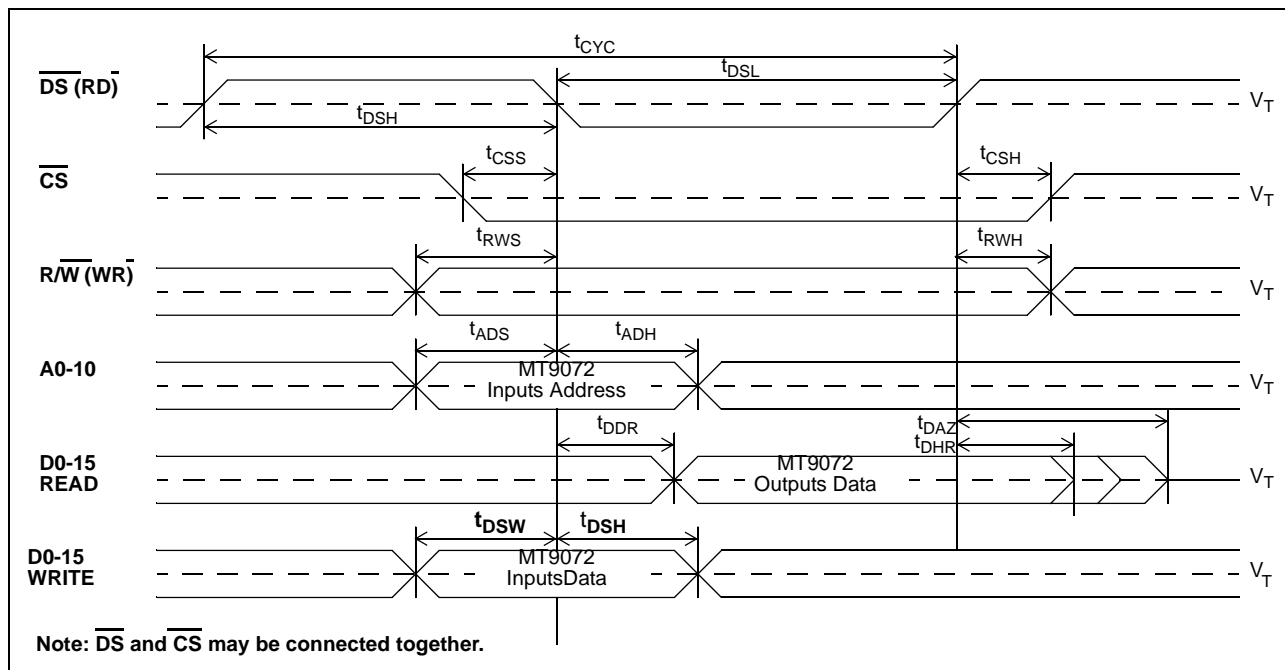 tCYC
DS (RD)
tDSL
VT
tDSH
CS
tCSS
tCSH
VT
R/W (WR)
tRWS
tRWH
VT
A0-10
tADS
tADH
MT9072
Inputs Address
VT
D0-15
READ
tDDR
tDAZ
tDHR
MT9072
Outputs Data
VT
D0-15
WRITE
tDSW
tDSH
MT9072
InputsData
VT
Note: DS and CS may be connected together.